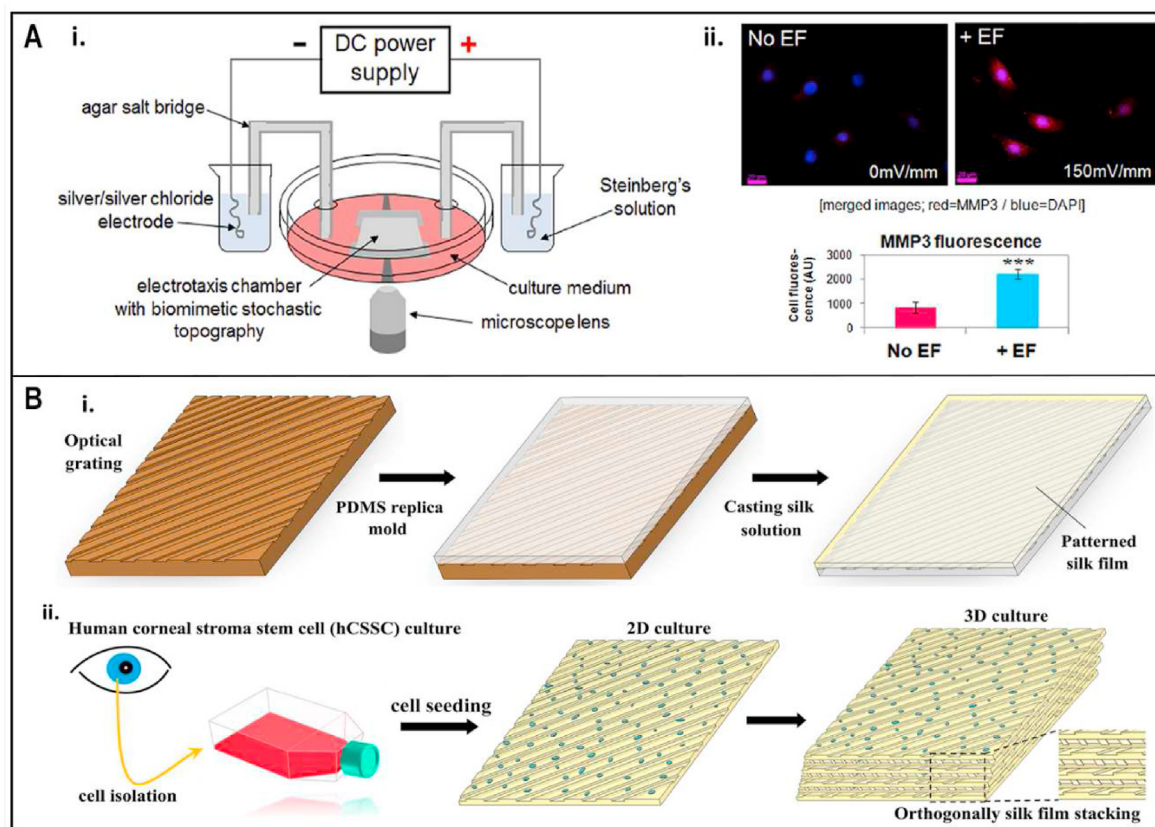 A
i.
−
DC power
supply
+
agar salt bridge
silver/silver chloride
electrode
Steinberg's
solution
electrotaxis chamber
with biomimetic stochastic
topography
culture medium
microscope lens
ii.
No EF
0mV/mm
+ EF
150mV/mm
[merged images; red=MMP3 / blue=DAPI]
MMP3 fluorescence
Cell fluores-
cence (AU)
3000
2000
1000
0
***
No EF
+ EF
B
i.
Optical
grating
PDMS replica
mold
Casting silk
solution
Patterned
silk film
ii.
Human corneal stroma stem cell (hCSSC) culture
cell isolation
cell seeding
2D culture
3D culture
Orthogonally silk film stacking